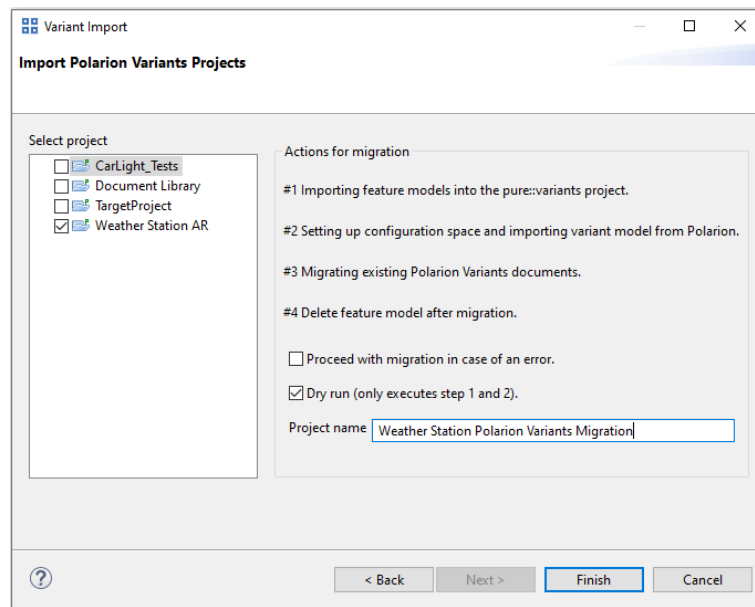 Variant Import
Import Polarion Variants Projects
Select project
CarLight_Tests
Document Library
TargetProject
Weather Station AR
Actions for migration
#1 Importing feature models into the pure::variants project.
#2 Setting up configuration space and importing variant model from Polarion.
#3 Migrating existing Polarion Variants documents.
#4 Delete feature model after migration.
Proceed with migration in case of an error.
Dry run (only executes step 1 and 2).
Project name Weather Station Polarion Variants Migration
? < Back Next > Finish Cancel